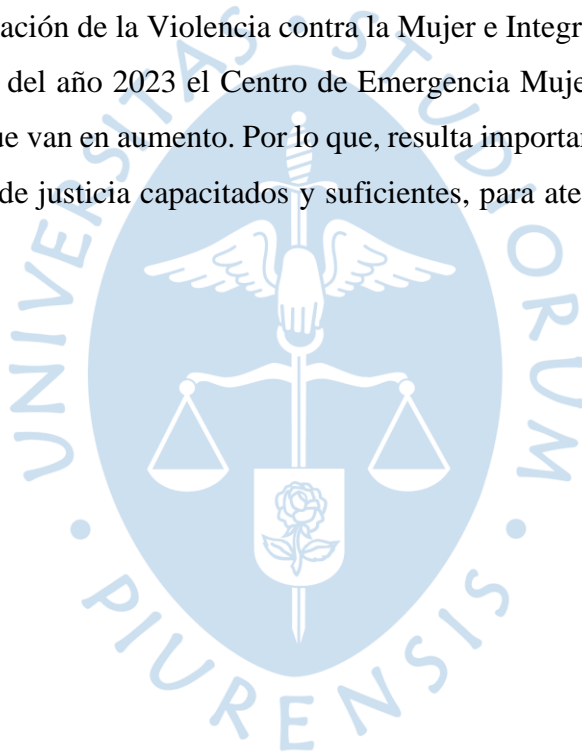 ación de la Violencia contra la Mujer e Integr
del año 2023 el Centro de Emergencia Muje
ue van en aumento. Por lo que, resulta importar
de justicia capacitados y suficientes, para ate
UNIVERSITAS • STUDIORUM • PIURENSIS